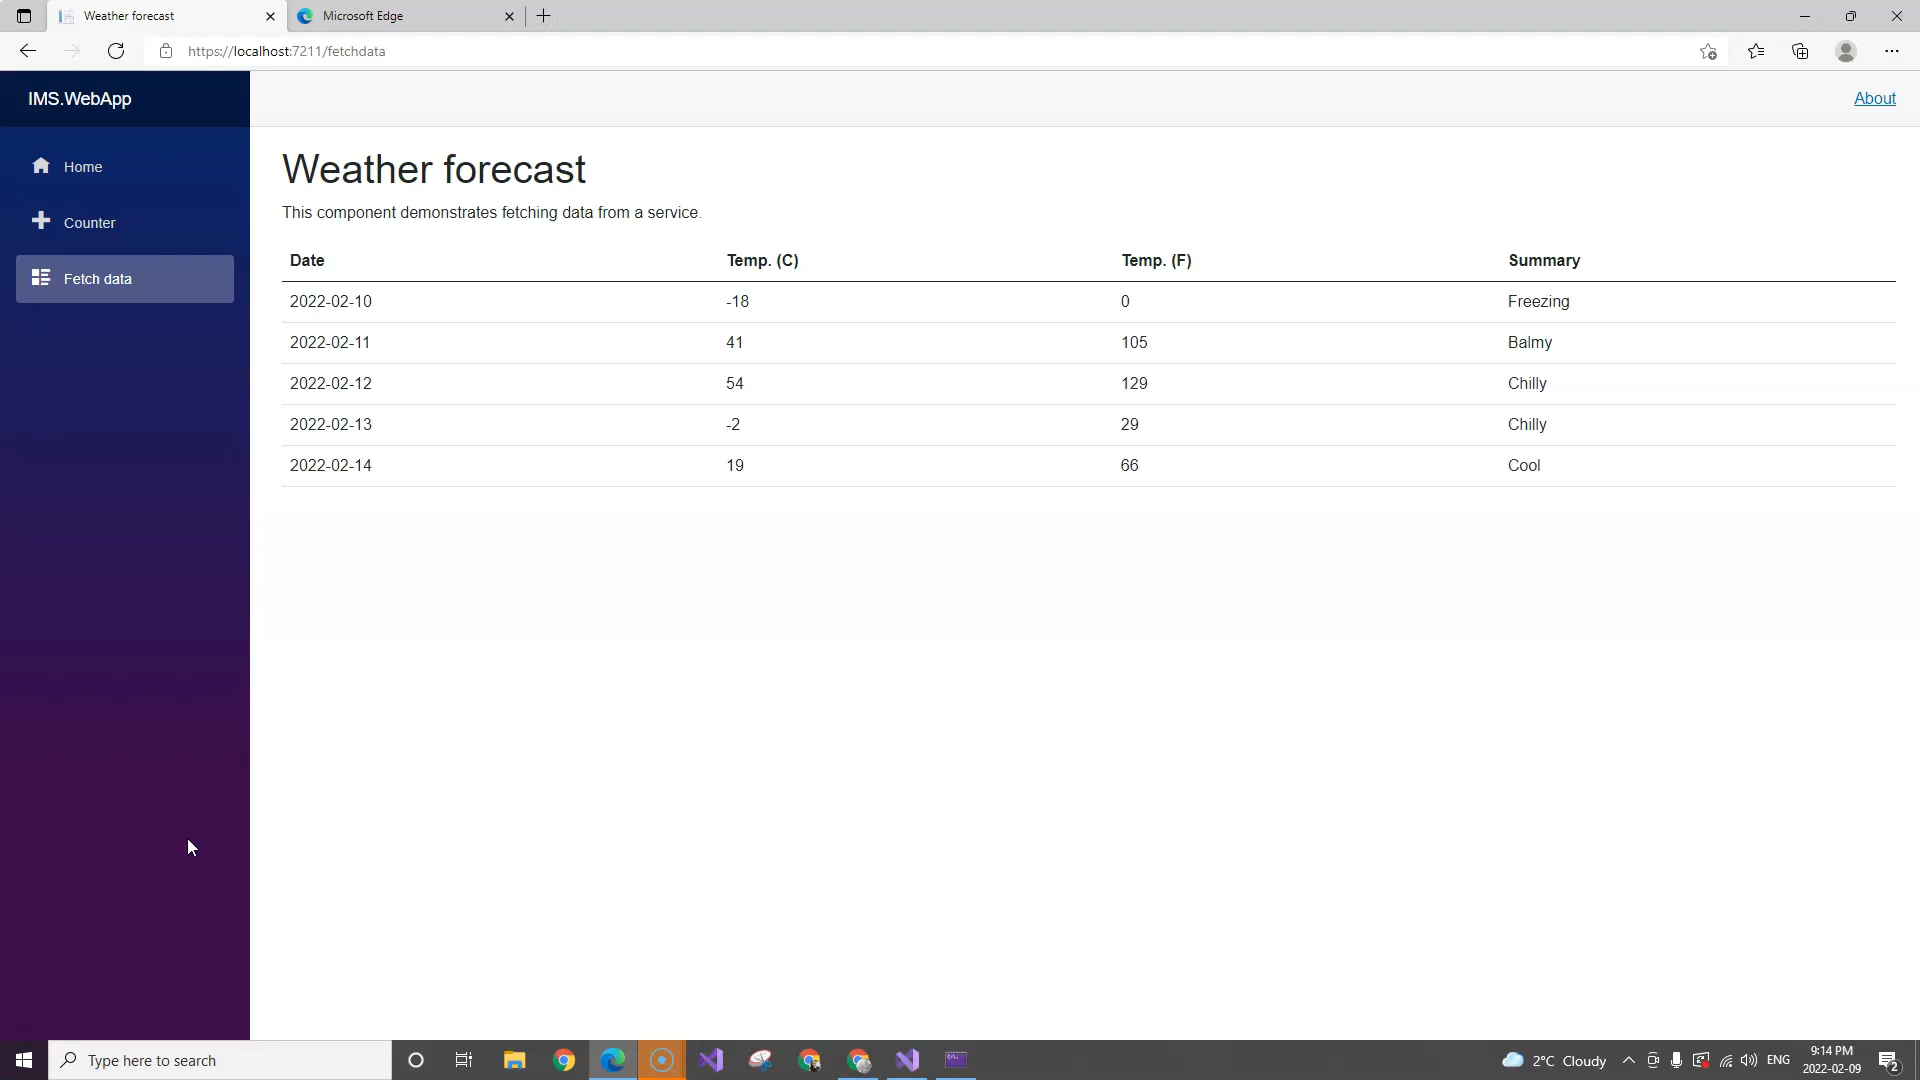 Weather forecast
Microsoft Edge
https://localhost:7211/fetchdata
IMS.WebApp
About
Home
Counter
Fetch data
Weather forecast
This component demonstrates fetching data from a service.
Date Temp. (C) Temp. (F) Summary
2022-02-10 -18 0 Freezing
2022-02-11 41 105 Balmy
2022-02-12 54 129 Chilly
2022-02-13 -2 29 Chilly
2022-02-14 19 66 Cool
Type here to search
2°C Cloudy
ENG
9:14 PM
2022-02-09
2